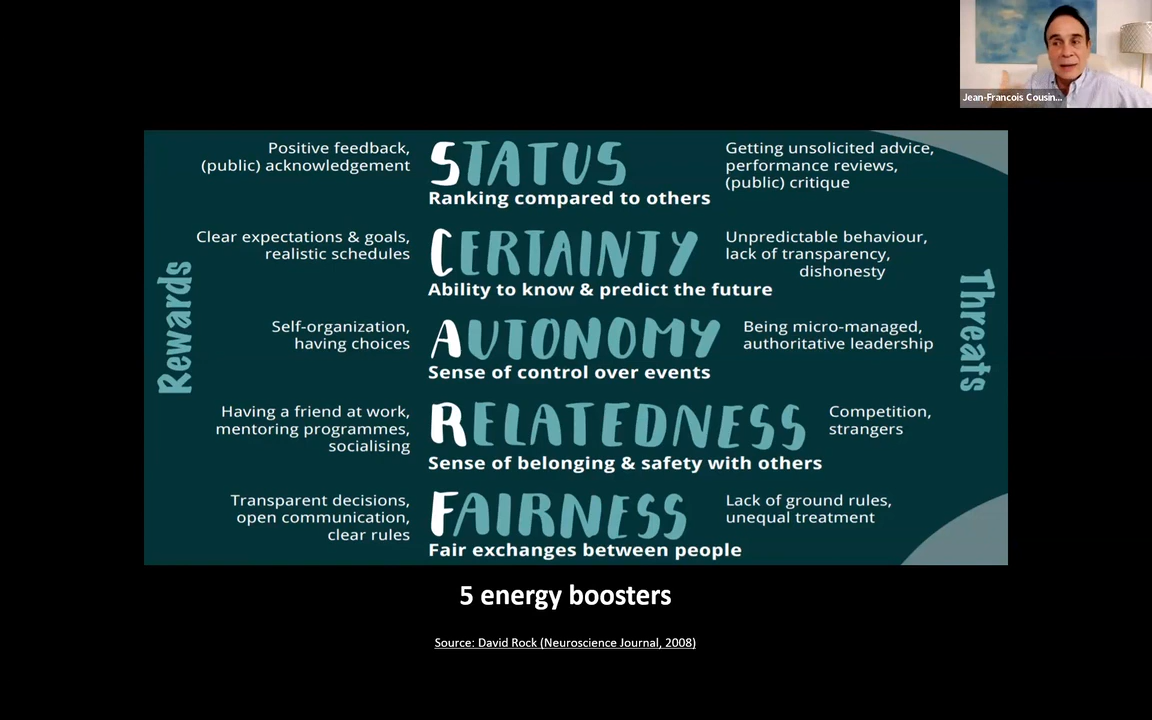 Jean-Francois Cousin...
Positive feedback,
(public) acknowledgement
STATUS
Ranking compared to others
Getting unsolicited advice,
performance reviews,
(public) critique
Clear expectations & goals,
realistic schedules
CERTAINTY
Ability to know & predict the future
Unpredictable behaviour,
lack of transparency,
dishonesty
Rewards
Self-organization,
having choices
AUTONOMY
Sense of control over events
Being micro-managed,
authoritative leadership
Threats
Having a friend at work,
mentoring programmes,
socialising
RELATEDNESS
Sense of belonging & safety with others
Competition,
strangers
Transparent decisions,
open communication,
clear rules
FAIRNESS
Fair exchanges between people
Lack of ground rules,
unequal treatment
5 energy boosters
Source: David Rock (Neuroscience Journal, 2008)